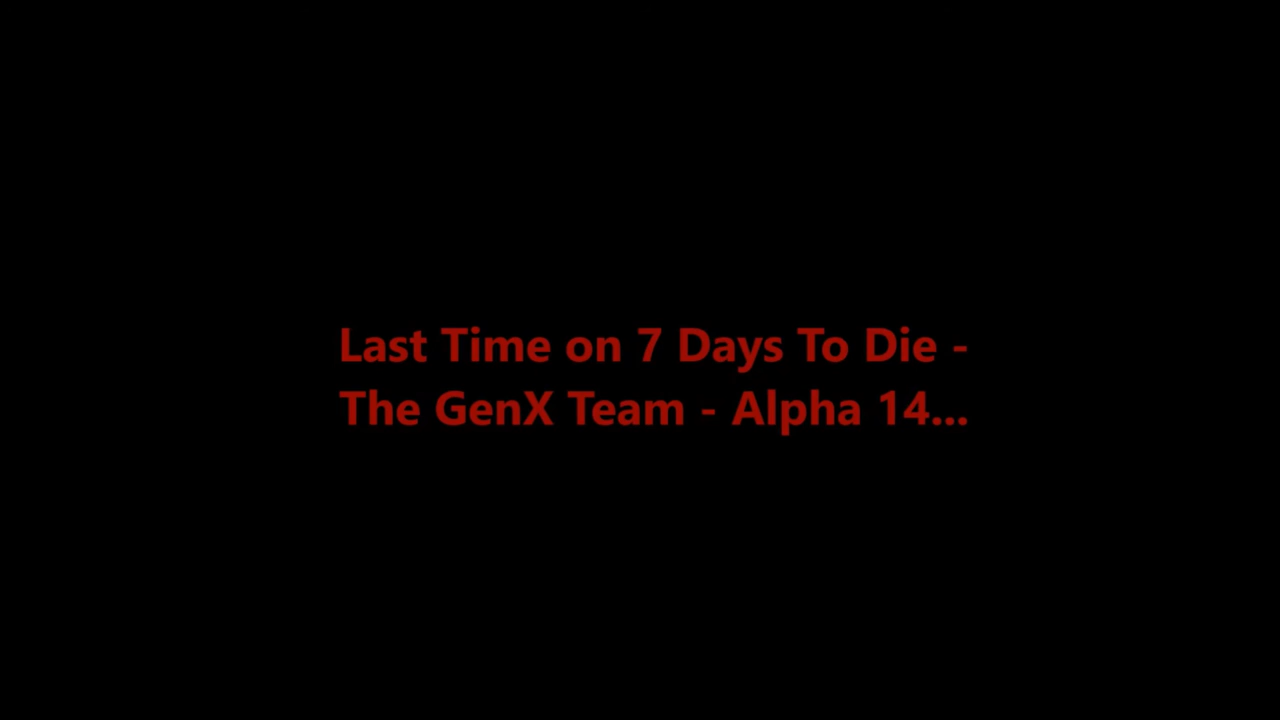 Last Time on 7 Days To Die -
The GenX Team - Alpha 14...